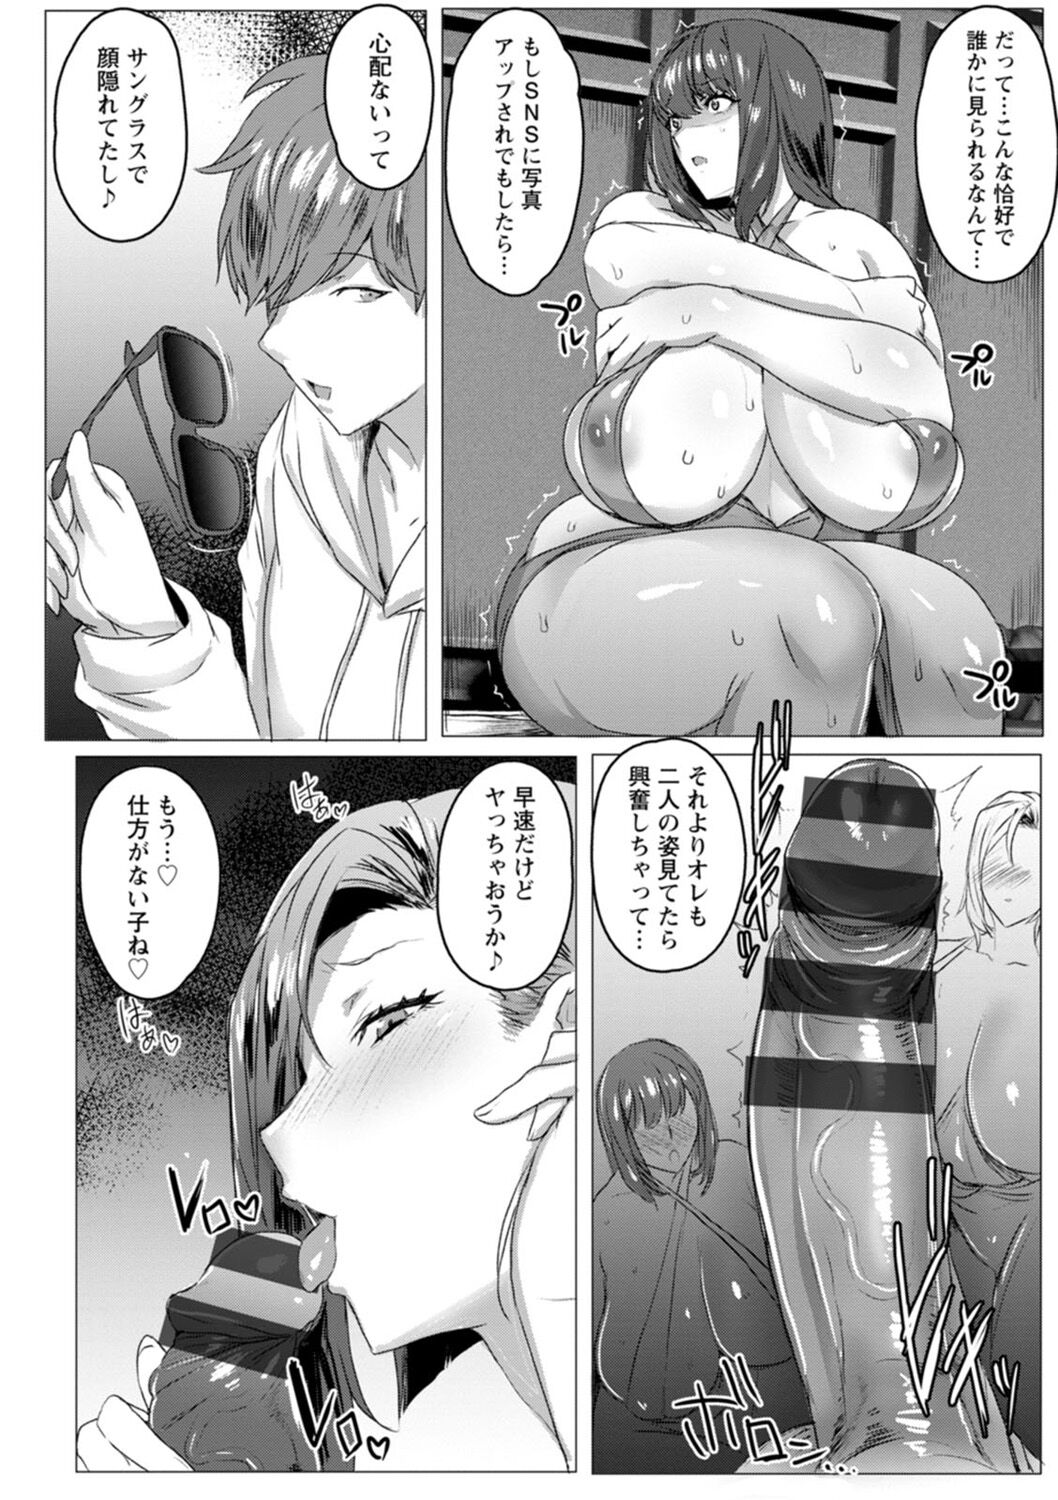 だって…こんな恰好で
誰かに見られるなんて…
もしSNSに写真
アップされでもしたら…
プル
プル
プル
心配ないって
サングラスで
顔隠れてたし♪
それよりオレも
二人の姿見てたら
興奮しちゃって…
ボロン…
早速だけど
ヤっちゃおうか♪
はぁ♡
もう…♡
仕方がない子ね♡
はぁ♡
レロ♡
レロ♡